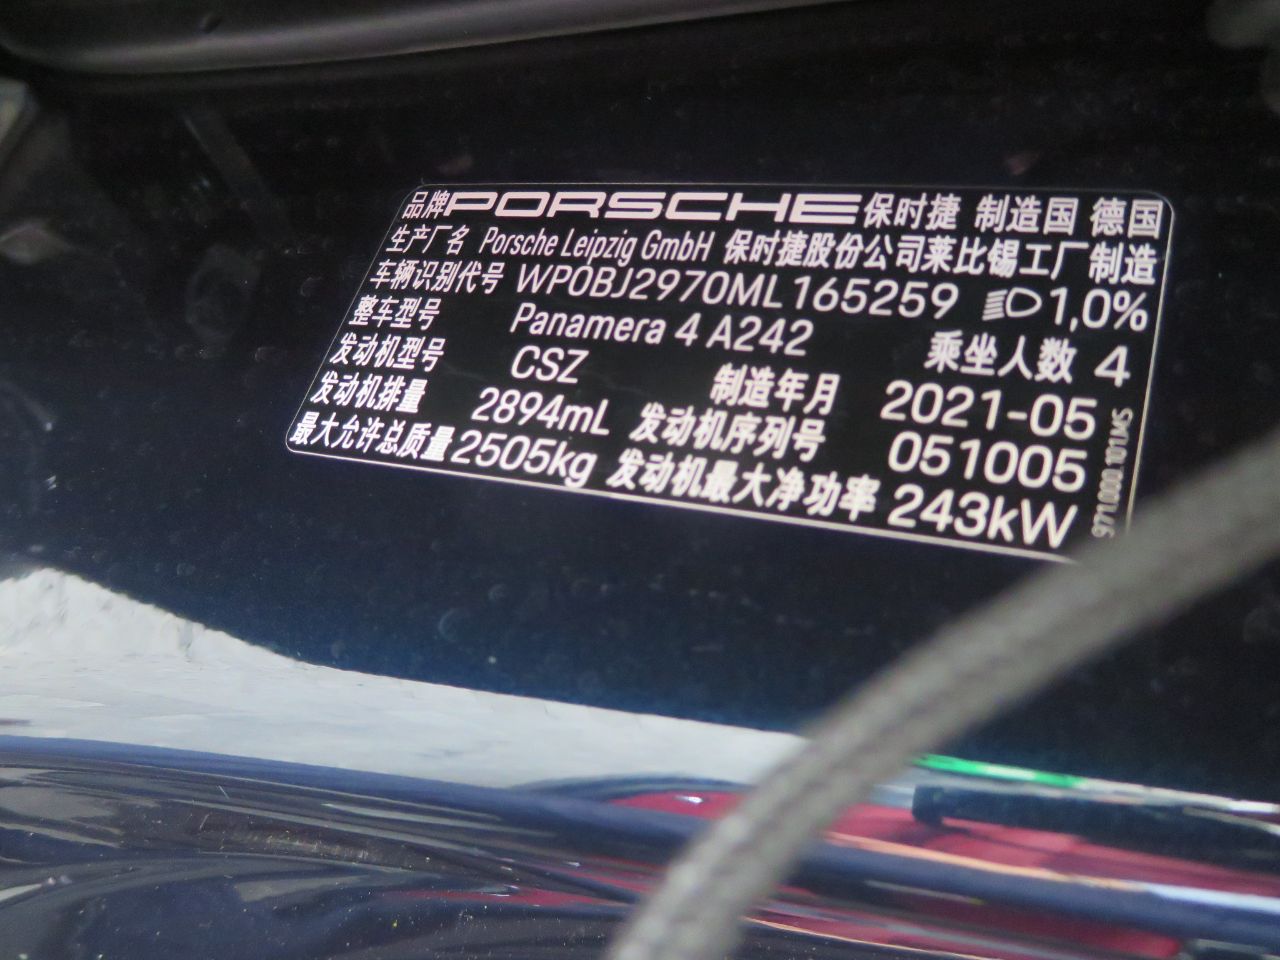 品牌 PORSCHE 保时捷 制造国 德国
生产厂名 Porsche Leipzig GmbH 保时捷股份公司莱比锡工厂制造
车辆识别代号 WP0BJ2970ML165259 1,0%
整车型号 Panamera 4 A242 乘坐人数 4
发动机型号 CSZ 制造年月 2021-05
发动机排量 2894mL 发动机序列号 051005
最大允许总质量 2505kg 发动机最大净功率 243kW
971.000.101.MS